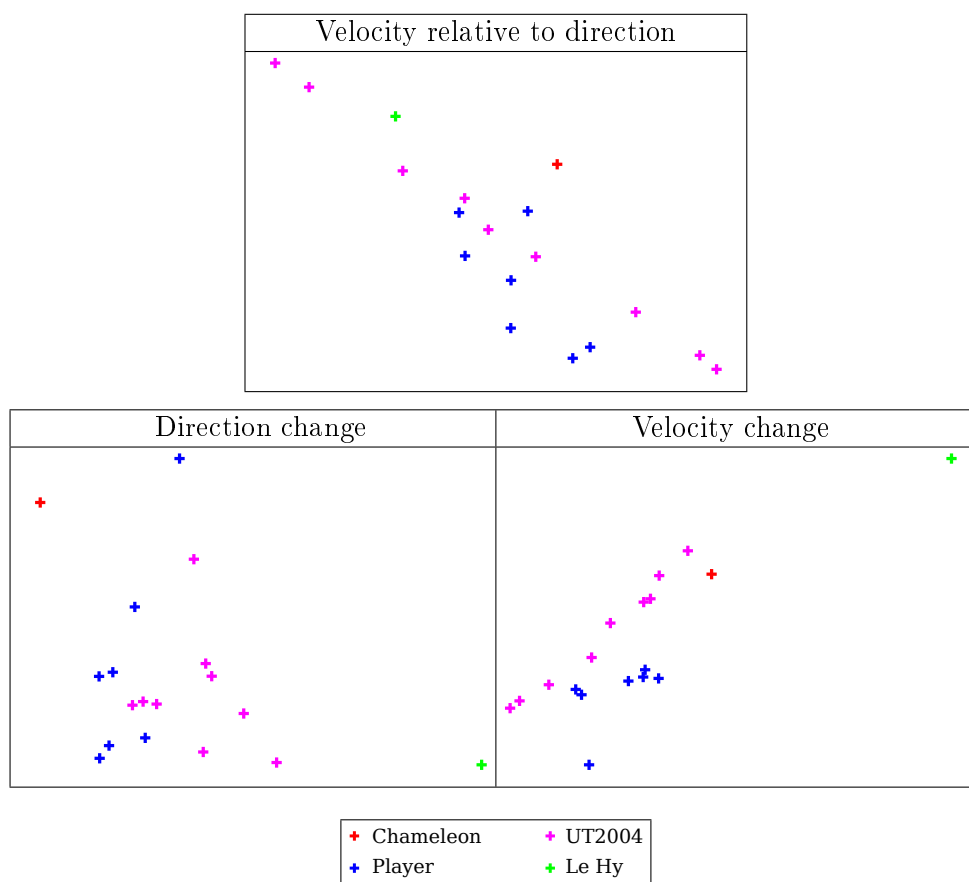 Velocity relative to direction
Direction change
Velocity change
Chameleon
UT2004
Player
Le Hy